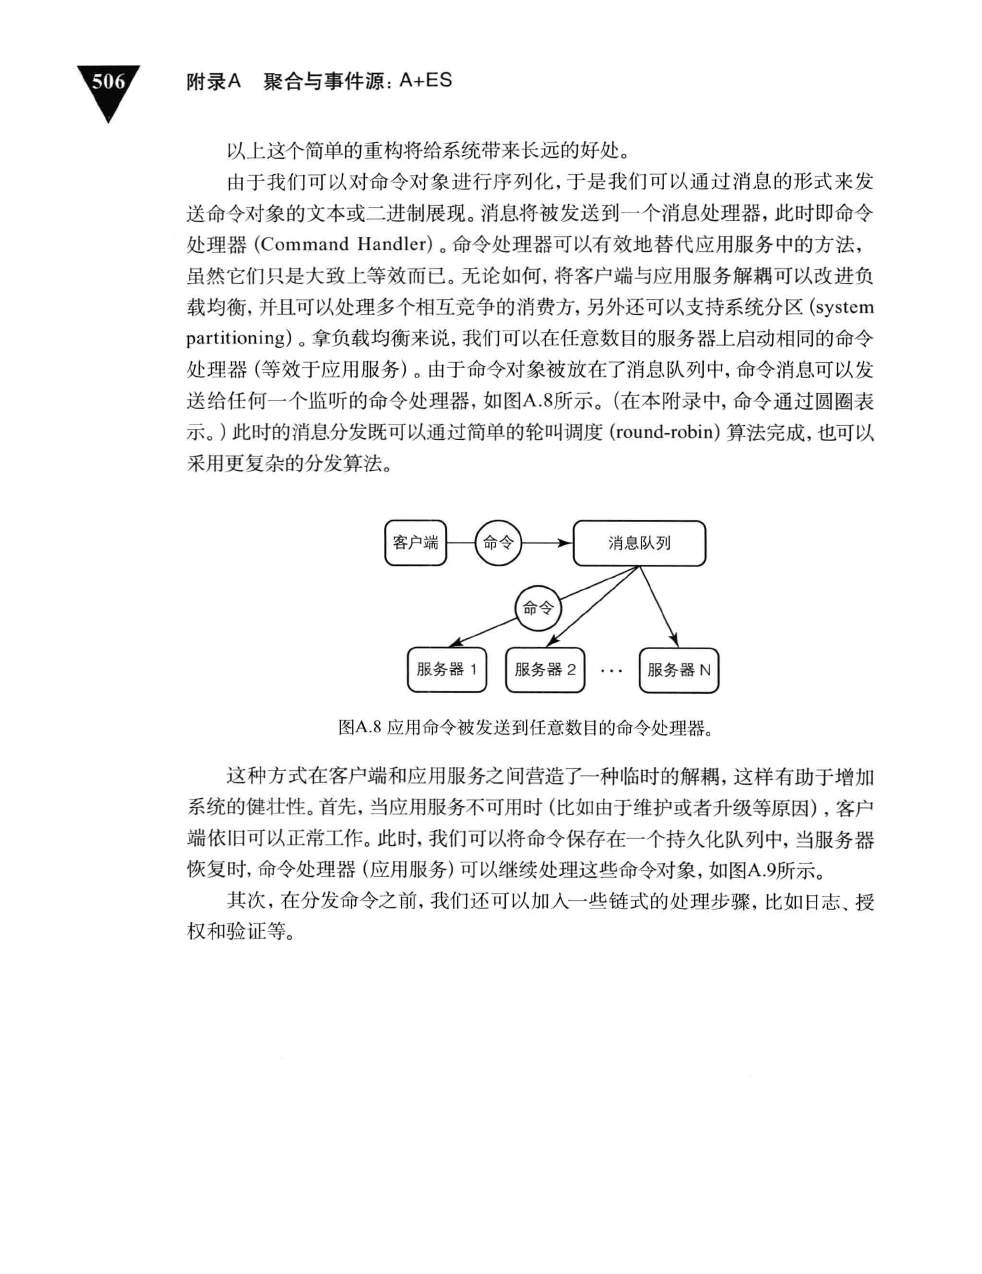 506
附录A 聚合与事件源：A+ES
以上这个简单的重构将给系统带来长远的好处。
由于我们可以对命令对象进行序列化，于是我们可以通过消息的形式来发
送命令对象的文本或二进制展现。消息将被发送到一个消息处理器，此时即命令
处理器（Command Handler）。命令处理器可以有效地替代应用服务中的方法，
虽然它们只是大致上等效而已。无论如何，将客户端与应用服务解耦可以改进负
载均衡，并且可以处理多个相互竞争的消费方，另外还可以支持系统分区（system
partitioning）。拿负载均衡来说，我们可以在任意数目的服务器上启动相同的命令
处理器（等效于应用服务）。由于命令对象被放在了消息队列中，命令消息可以发
送给任何一个监听的命令处理器，如图A.8所示。（在本附录中，命令通过圆圈表
示。）此时的消息分发既可以通过简单的轮叫调度（round-robin）算法完成，也可以
采用更复杂的分发算法。
客户端 命令 消息队列
命令
服务器 1 服务器 2 ··· 服务器 N
图A.8 应用命令被发送到任意数目的命令处理器。
这种方式在客户端和应用服务之间营造了一种临时的解耦，这样有助于增加
系统的健壮性。首先，当应用服务不可用时（比如由于维护或者升级等原因），客户
端依旧可以正常工作。此时，我们可以将命令保存在一个持久化队列中，当服务器
恢复时，命令处理器（应用服务）可以继续处理这些命令对象，如图A.9所示。
其次，在分发命令之前，我们还可以加入一些链式的处理步骤，比如日志、授
权和验证等。